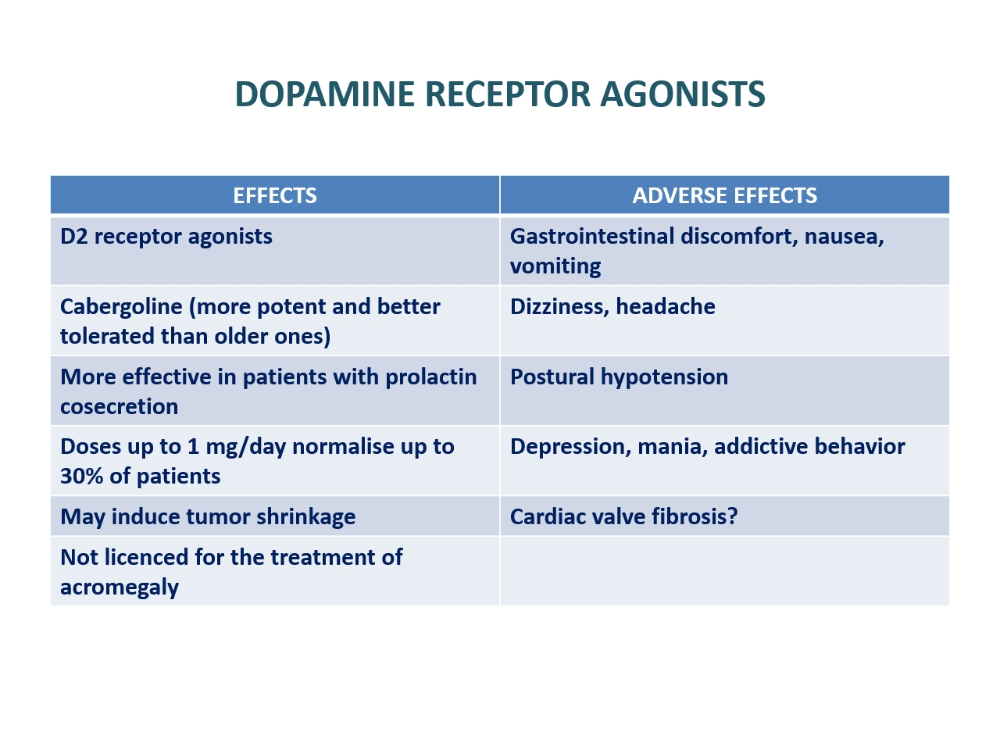 DOPAMINE RECEPTOR AGONISTS
EFFECTS
ADVERSE EFFECTS
D2 receptor agonists
Gastrointestinal discomfort, nausea,
vomiting
Cabergoline (more potent and better
tolerated than older ones)
Dizziness, headache
More effective in patients with prolactin
cosecretion
Postural hypotension
Doses up to 1 mg/day normalise up to
30% of patients
Depression, mania, addictive behavior
May induce tumor shrinkage
Cardiac valve fibrosis?
Not licenced for the treatment of
acromegaly